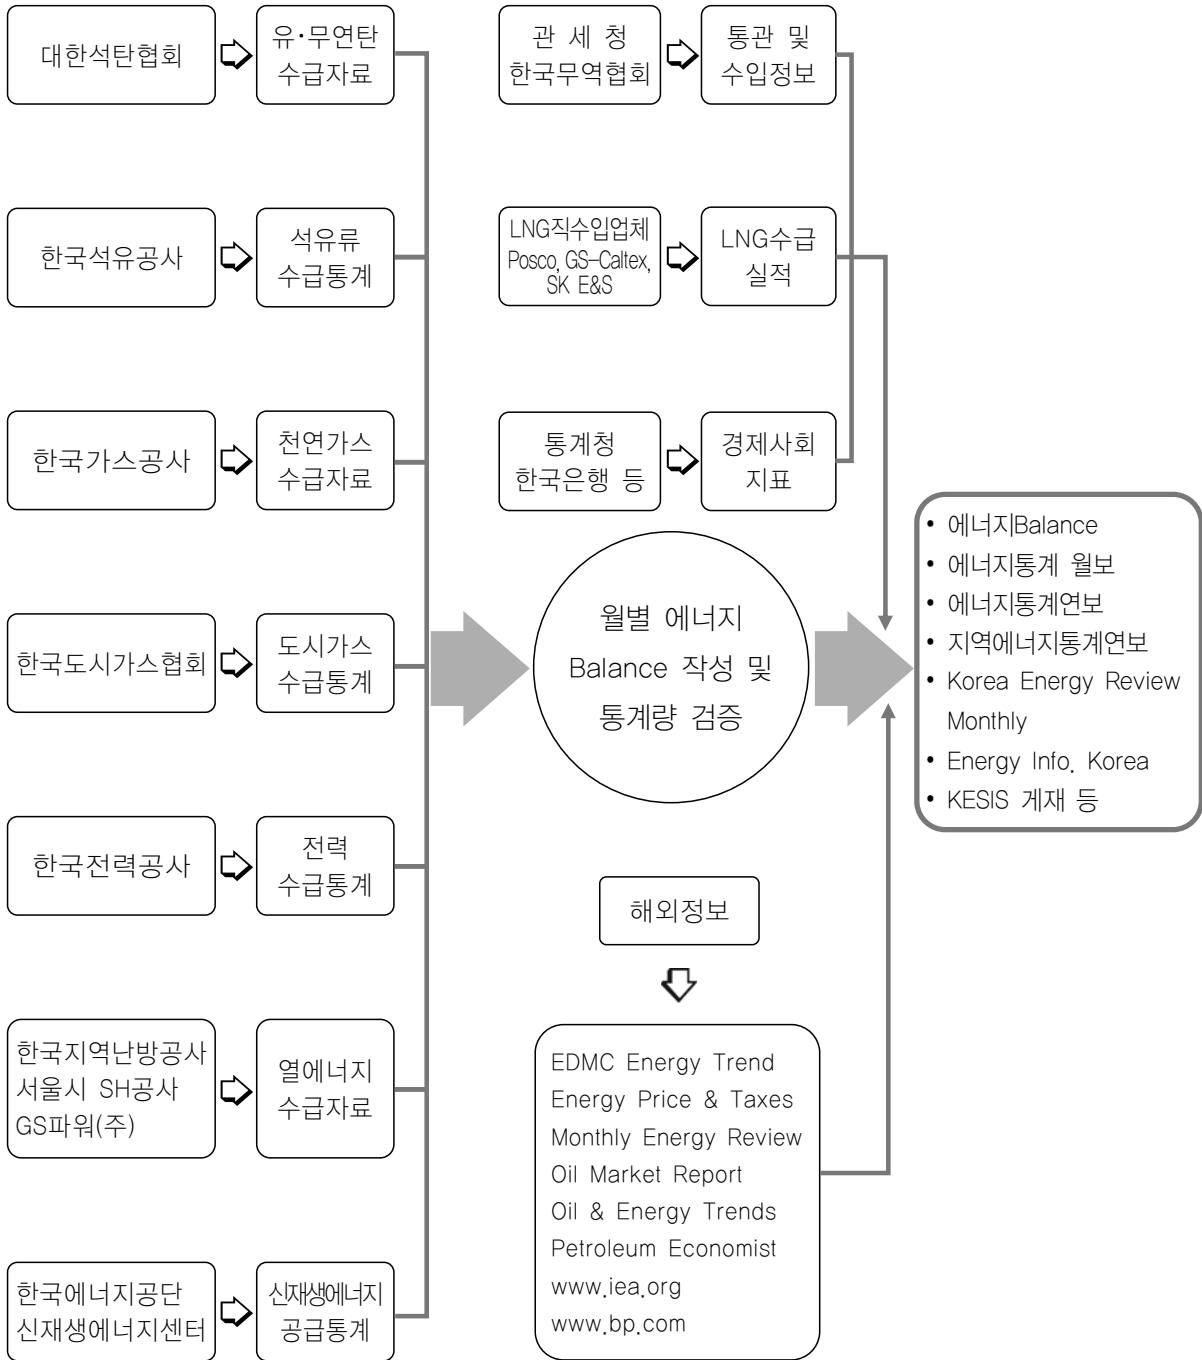 대한석탄협회
유·무연탄
수급자료
한국석유공사
석유류
수급통계
한국가스공사
천연가스
수급자료
한국도시가스협회
도시가스
수급통계
한국전력공사
전력
수급통계
한국지역난방공사
서울시 SH공사
GS파워(주)
열에너지
수급자료
한국에너지공단
신재생에너지센터
신재생에너지
공급통계
관 세 청
한국무역협회
통관 및
수입정보
LNG직수입업체
Posco, GS-Caltex,
SK E&S
LNG수급
실적
통계청
한국은행 등
경제사회
지표
월별 에너지
Balance 작성 및
통계량 검증
해외정보
EDMC Energy Trend
Energy Price & Taxes
Monthly Energy Review
Oil Market Report
Oil & Energy Trends
Petroleum Economist
www.iea.org
www.bp.com
• 에너지Balance
• 에너지통계 월보
• 에너지통계연보
• 지역에너지통계연보
• Korea Energy Review
Monthly
• Energy Info. Korea
• KESIS 게재 등